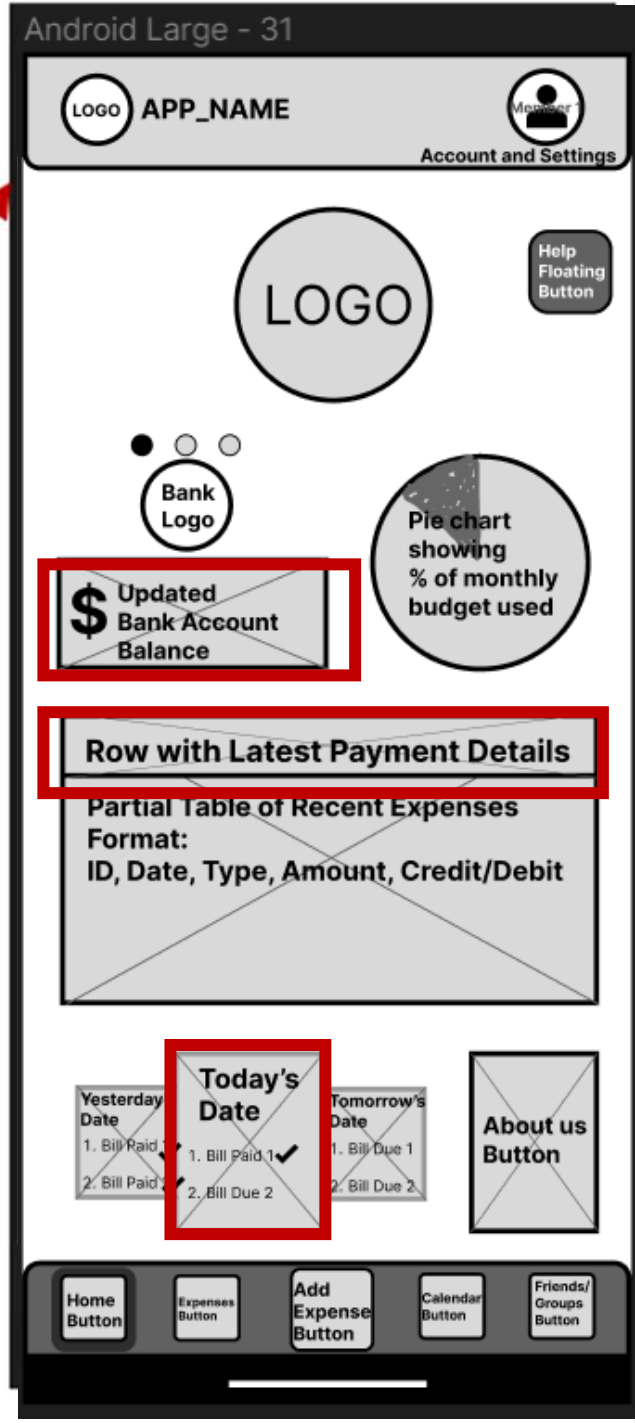 Android Large - 31
LOGO
APP_NAME
Member 1
Account and Settings
LOGO
Help
Floating
Button
Bank
Logo
Pie chart
showing
% of monthly
budget used
$
Updated
Bank Account
Balance
Row with Latest Payment Details
Partial Table of Recent Expenses
Format:
ID, Date, Type, Amount, Credit/Debit
Yesterday
Date
1. Bill Paid
2. Bill Paid 2
Today's
Date
1. Bill Paid 1
2. Bill Due 2
Tomorrow's
Date
1. Bill Due 1
2. Bill Due 2
About us
Button
Home
Button
Expenses
Button
Add
Expense
Button
Calendar
Button
Friends/
Groups
Button